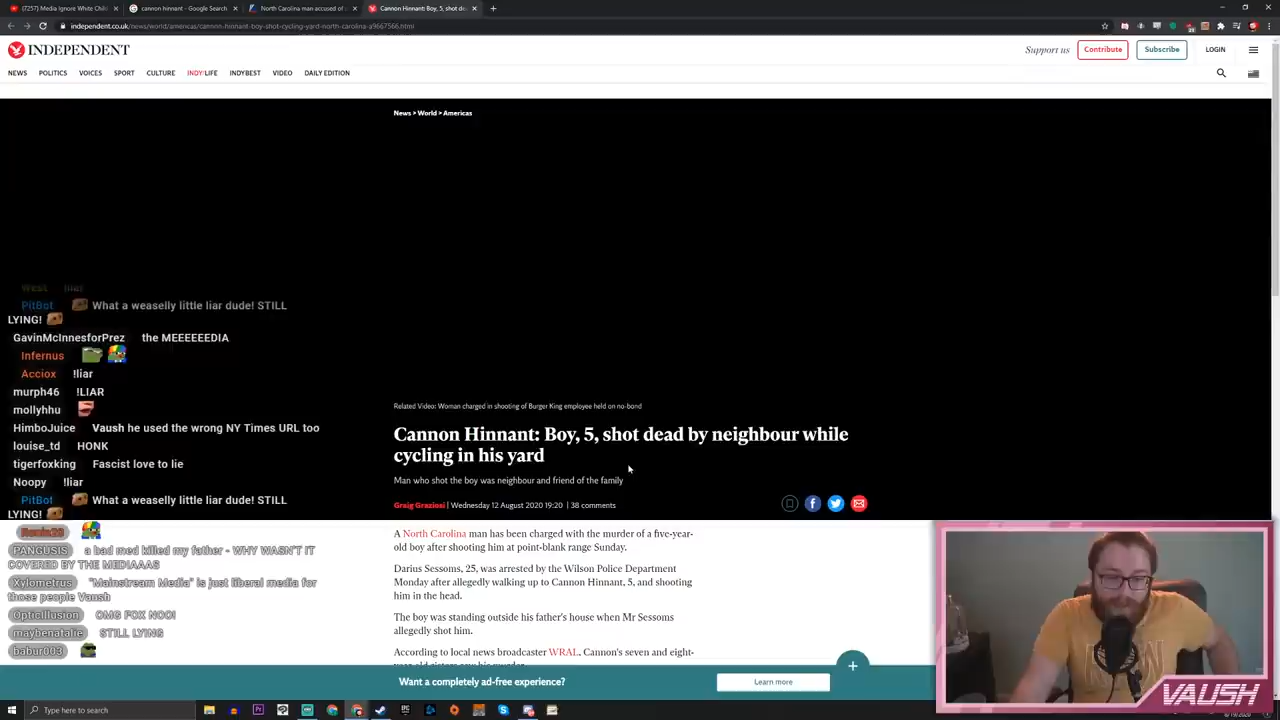 (7257) Media Ignore White Child
cannon hinnant - Google Search
North Carolina man accused of
Cannon Hinnant: Boy, 5, shot de
independent.co.uk/news/world/americas/cannon-hinnant-boy-shot-cycling-yard-north-carolina-a9667566.html
INDEPENDENT
Support us Contribute Subscribe LOGIN
NEWS POLITICS VOICES SPORT CULTURE INDY/LIFE INDYBEST VIDEO DAILY EDITION
News > World > Americas
West !liar
PitBot What a weaselly little liar dude! STILL
LYING!
GavinMcInnesforPrez the MEEEEEDIA
Infernus
Acciox !liar
murph46 !LIAR
mollyhhu
HimboJuice Vaush he used the wrong NY Times URL too
louise_td HONK
tigerfoxking Fascist love to lie
Noopy !liar
PitBot What a weaselly little liar dude! STILL
LYING!
PANGUSIS a bad med killed my father - WHY WASN'T IT
COVERED BY THE MEDIAAAS
Xylometrus "Mainstream Media" is just liberal media for
those people Vaush
OpticIllusion OMG FOX NOO!
maybenatalie STILL LYING
babur003
Related Video: Woman charged in shooting of Burger King employee held on no-bond
Cannon Hinnant: Boy, 5, shot dead by neighbour while
cycling in his yard
Man who shot the boy was neighbour and friend of the family
Graig Graziosi | Wednesday 12 August 2020 19:20 | 38 comments
A North Carolina man has been charged with the murder of a five-year-
old boy after shooting him at point-blank range Sunday.
Darius Sessoms, 25, was arrested by the Wilson Police Department
Monday after allegedly walking up to Cannon Hinnant, 5, and shooting
him in the head.
The boy was standing outside his father's house when Mr Sessoms
allegedly shot him.
According to local news broadcaster WRAL, Cannon's seven and eight-
year-old sisters saw his murder.
Want a completely ad-free experience?
Learn more
VAUSH
Type here to search